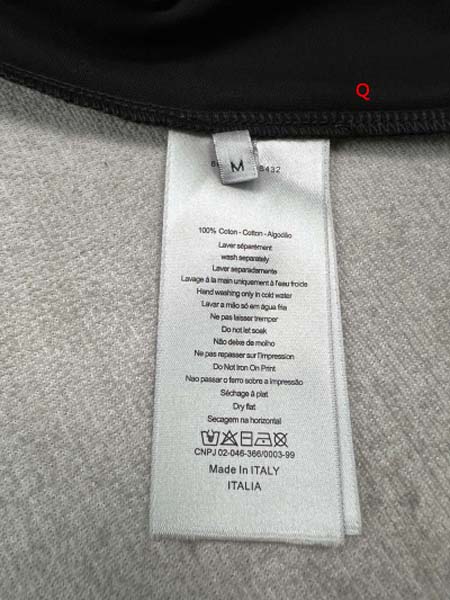 Q
M
8432
100% Coton - Cotton - Algodão
Laver séparément
wash separately
Laver separadamente
Lavage à la main uniquement à l'eau froide
Hand washing only in cold water
Lavar a mão só em água fria
Ne pas laisser tremper
Do not let soak
Não deixe de molho
Ne pas repasser sur l'impression
Do Not Iron On Print
Nao passar o ferro sobre a impressão
Séchage à plat
Dry flat
Secagem na horizontal
CNPJ 02-046-366/0003-99
Made In ITALY
ITALIA